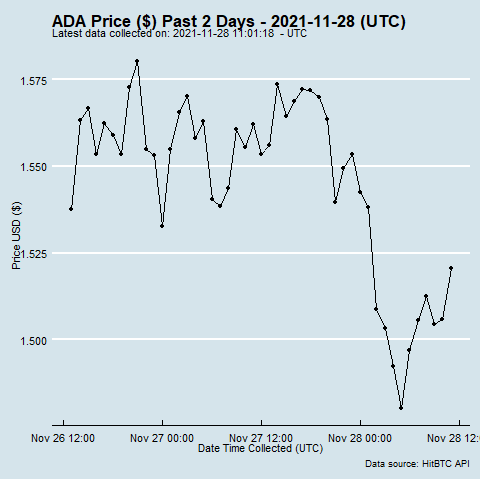 ADA Price ($) Past 2 Days - 2021-11-28 (UTC)
Latest data collected on: 2021-11-28 11:01:18  - UTC
1.575
1.550
1.525
1.500
Price USD ($)
Nov 26 12:00 Nov 27 00:00 Nov 27 12:00 Nov 28 00:00 Nov 28 12:0
Date Time Collected (UTC)
Data source: HitBTC API